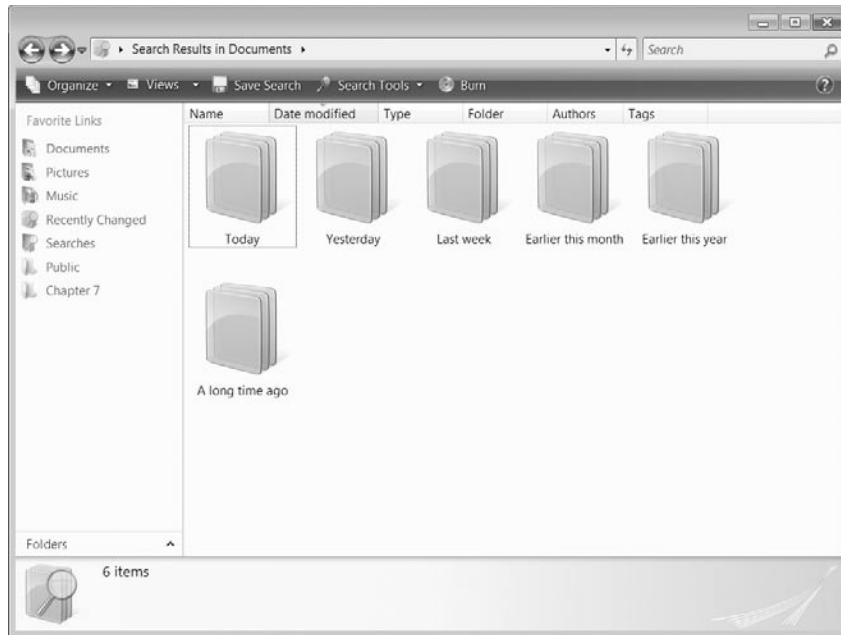 Search Results in Documents
Search
Organize Views Save Search Search Tools Burn ?
Favorite Links
Documents
Pictures
Music
Recently Changed
Searches
Public
Chapter 7
Name Date modified Type Folder Authors Tags
Today Yesterday Last week Earlier this month Earlier this year
A long time ago
Folders
6 items